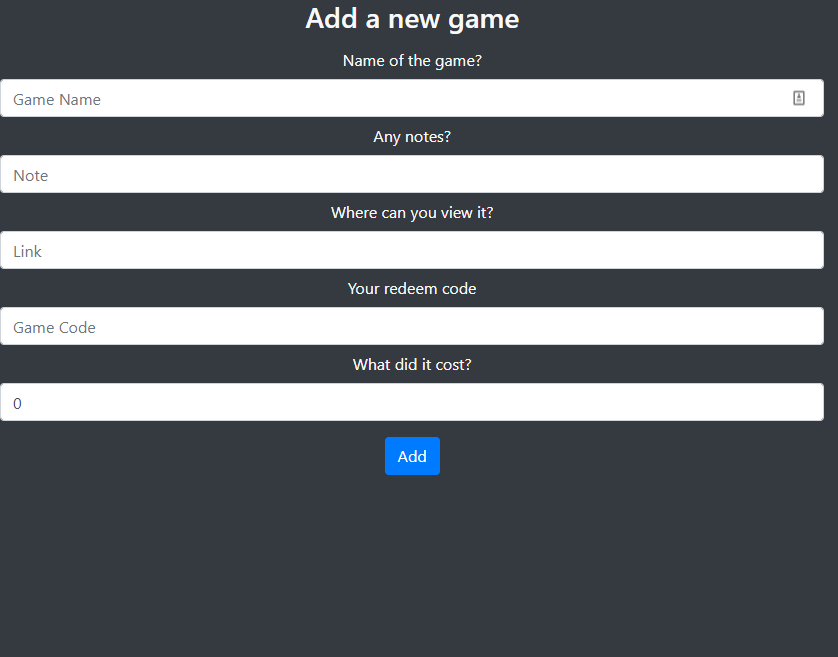 Add a new game
Name of the game?
Game Name
Any notes?
Note
Where can you view it?
Link
Your redeem code
Game Code
What did it cost?
0
Add